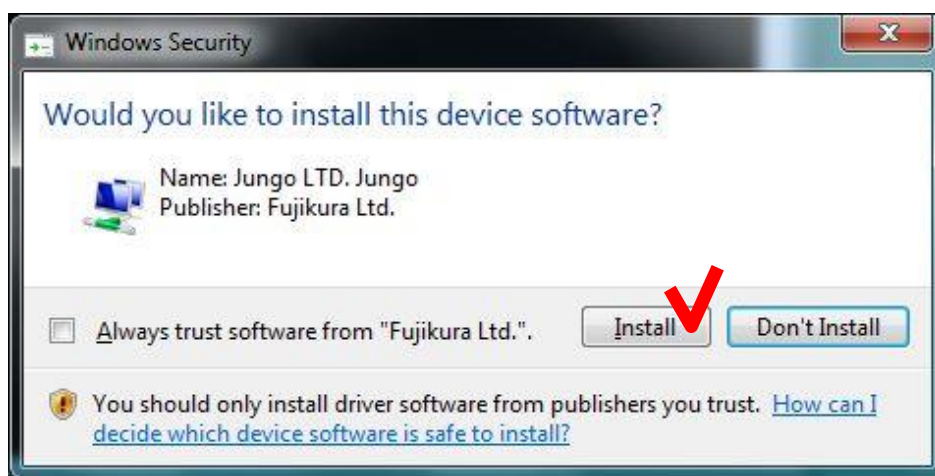 Windows Security
Would you like to install this device software?
Name: Jungo LTD. Jungo
Publisher: Fujikura Ltd.
Always trust software from "Fujikura Ltd.".
Install
Don't Install
You should only install driver software from publishers you trust. How can I
decide which device software is safe to install?